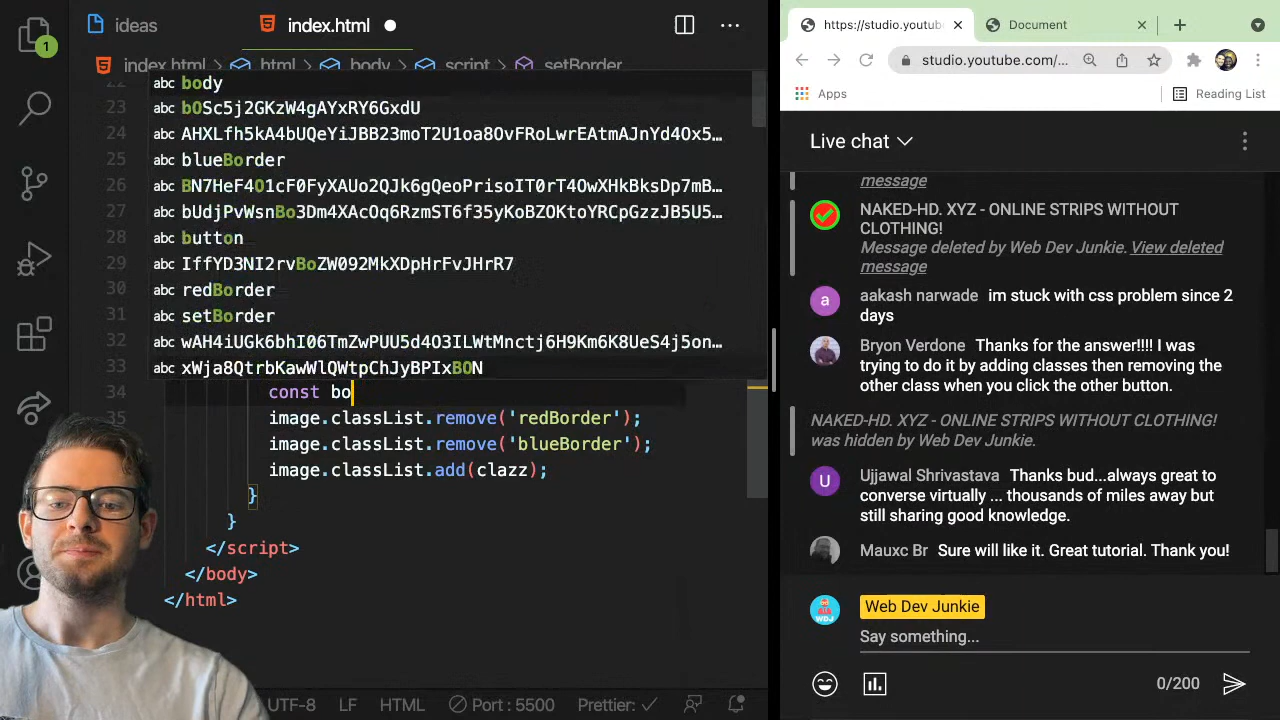 1
ideas
index.html
index.html
html
body
script
setBorder
22
23
24
25
26
27
28
29
30
31
32
33
34
35
abc body
abc bOSc5j2GKzW4gAYxRY6GxdU
abc AHXLfh5kA4bUQeYiJBB23moT2U1oa8OvFRoLwrEAtmAJnYd4Ox5…
abc blueBorder
abc BN7HeF4O1cF0FyXAUo2QJk6gQeoPrisoIT0rT4OwXHkBksDp7mB…
abc bUdjPvWsnBo3Dm4XAcOq6RzmST6f35yKoBZOKtoYRCpGzzJB5U5…
abc button
abc IffYD3NI2rvBoZW092MkXDpHrFvJHrR7
abc redBorder
abc setBorder
abc wAH4iUGk6bhI06TmZwPUU5d4O3ILWtMnctj6H9Km6K8UeS4j5on…
abc xWja8QtrbKawWlQWtpChJyBPIxBON
const bo
image.classList.remove('redBorder');
image.classList.remove('blueBorder');
image.classList.add(clazz);
}
}
</script>
</body>
</html>
UTF-8
LF
HTML
Port : 5500
Prettier: ✓
https://studio.youtub
Document
studio.youtube.com/...
Apps
Reading List
Live chat
message
NAKED-HD. XYZ - ONLINE STRIPS WITHOUT
CLOTHING!
Message deleted by Web Dev Junkie. View deleted
message
a
aakash narwade im stuck with css problem since 2
days
Bryon Verdone Thanks for the answer!!!! I was
trying to do it by adding classes then removing the
other class when you click the other button.
NAKED-HD. XYZ - ONLINE STRIPS WITHOUT CLOTHING!
was hidden by Web Dev Junkie.
U
Ujjawal Shrivastava Thanks bud...always great to
converse virtually ... thousands of miles away but
still sharing good knowledge.
Mauxc Br Sure will like it. Great tutorial. Thank you!
WDJ
Web Dev Junkie
Say something...
0/200